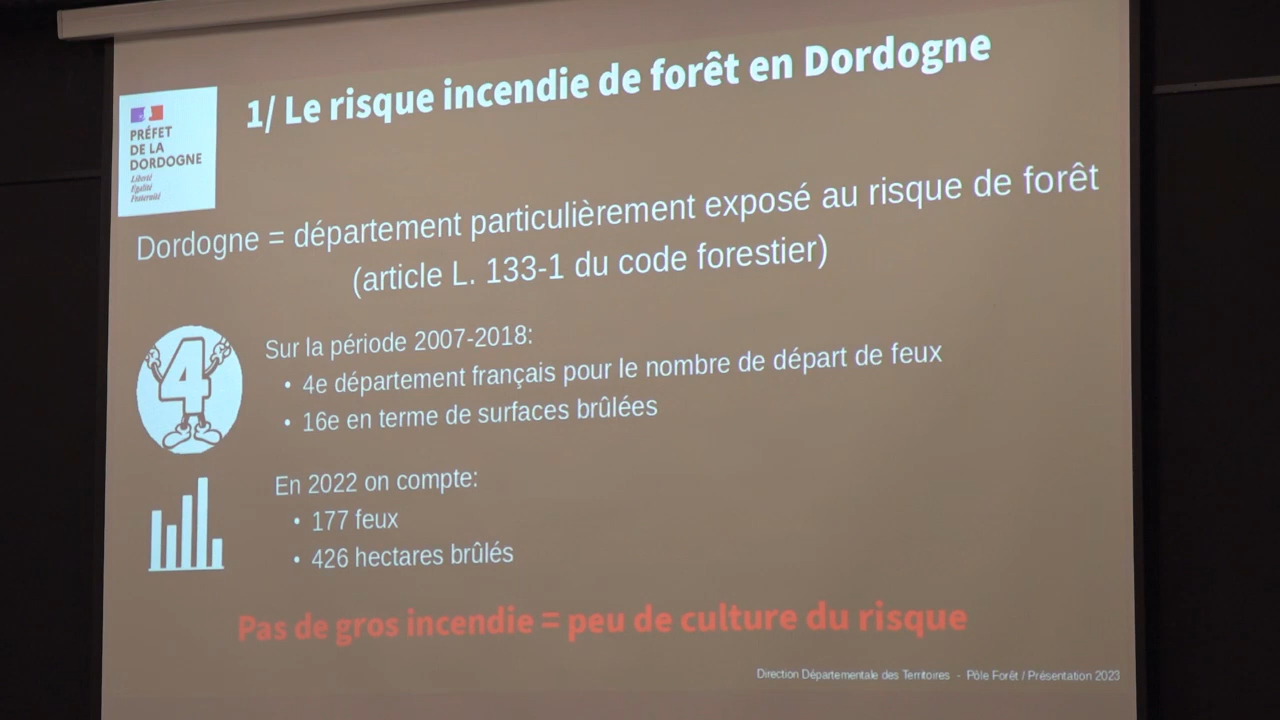 1/ Le risque incendie de forêt en Dordogne
PRÉFET
DE LA
DORDOGNE
Liberté
Égalité
Fraternité
Dordogne = département particulièrement exposé au risque de forêt
(article L. 133-1 du code forestier)
4
Sur la période 2007-2018:
• 4e département français pour le nombre de départ de feux
• 16e en terme de surfaces brûlées
En 2022 on compte:
• 177 feux
• 426 hectares brûlés
Pas de gros incendie = peu de culture du risque
Direction Départementale des Territoires - Pôle Forêt / Présentation 2023